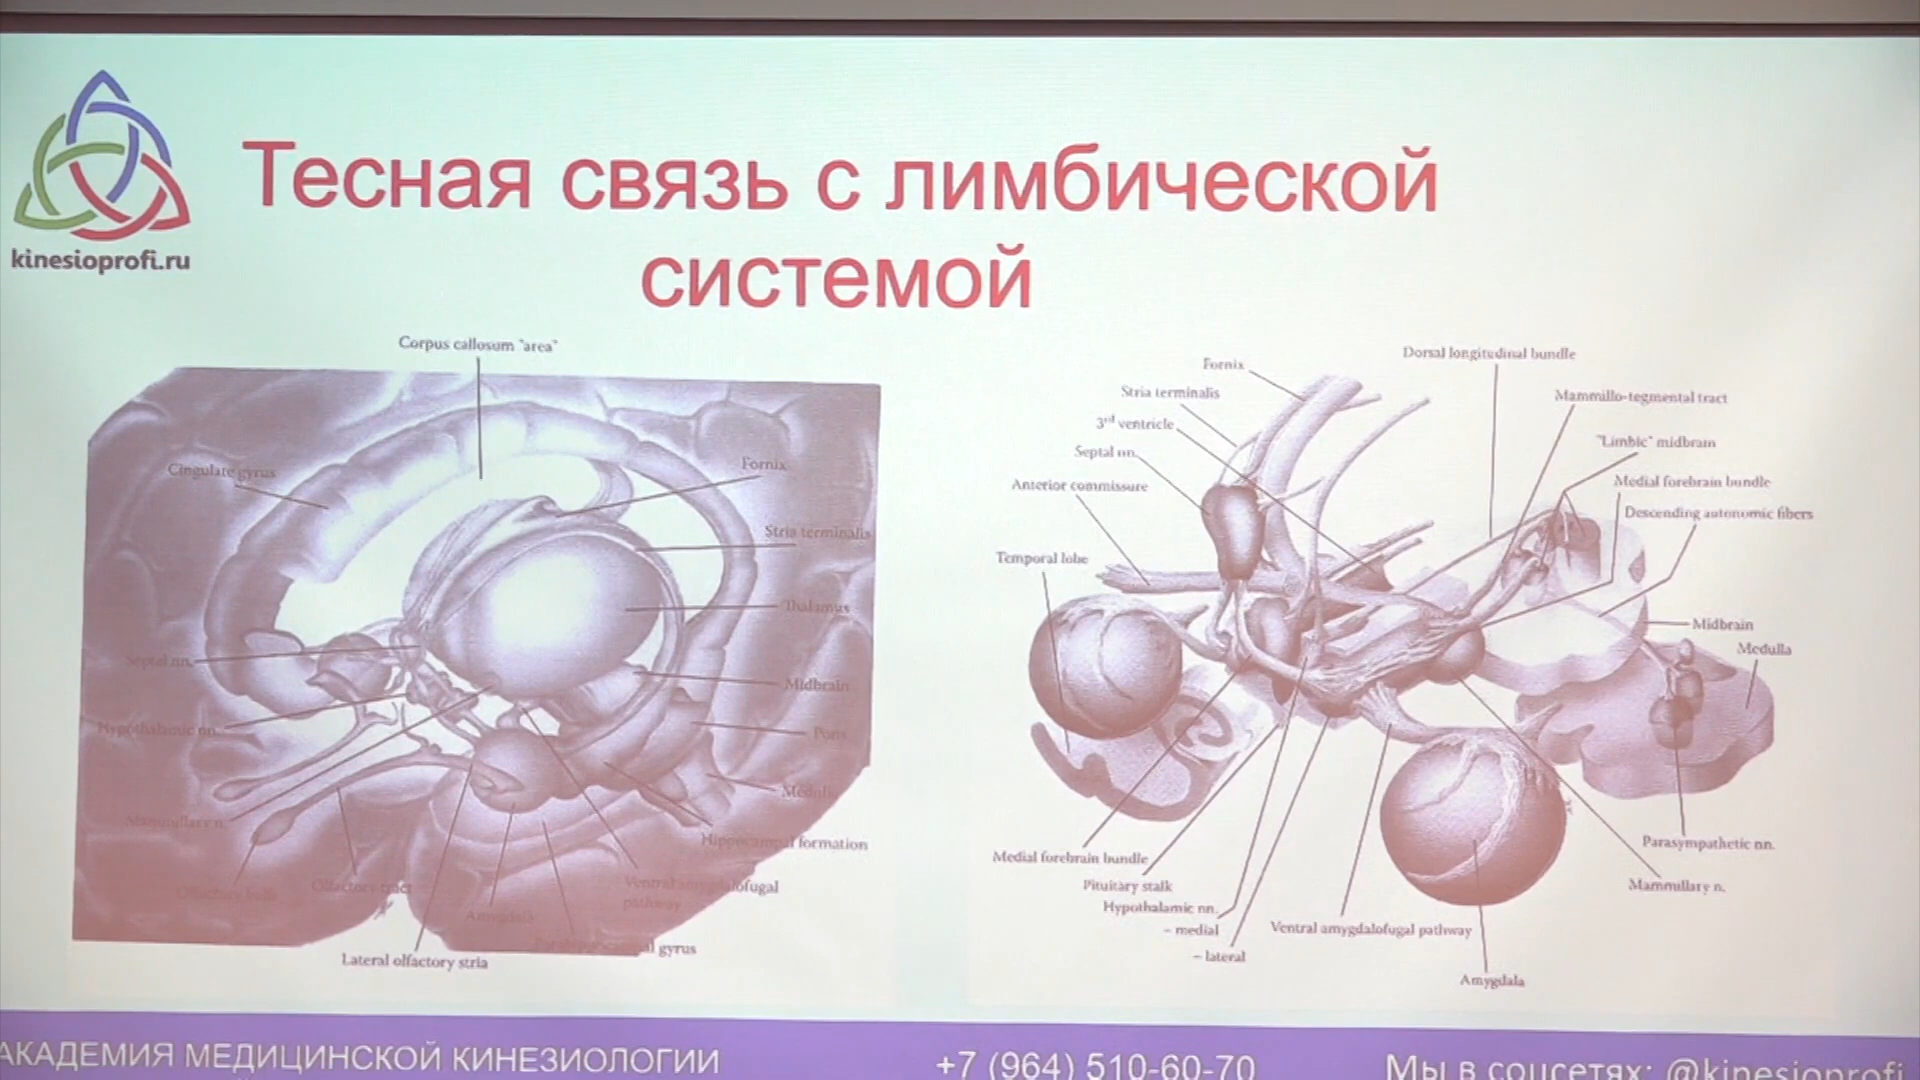 kinesioprofi.ru
Тесная связь с лимбической
системой
Corpus callosum "area"
Cingulate gyrus
Fornix
Stria terminalis
Thalamus
Septal nn.
Midbrain
Hypothalamic nn.
Pons
Medulla
Mammillary n.
Hippocampal formation
Olfactory bulb
Olfactory tract
Ventral amygdalofugal
pathway
Amygdala
gyrus
Lateral olfactory stria
Dorsal longitudinal bundle
Fornix
Stria terminalis
Mammillo-tegmental tract
3rd ventricle
"Limbic" midbrain
Septal nn.
Medial forebrain bundle
Anterior commissure
Descending autonomic fibers
Temporal lobe
Midbrain
Medulla
Parasympathetic nn.
Medial forebrain bundle
Pituitary stalk
Mammillary n.
Hypothalamic nn.
- medial
Ventral amygdalofugal pathway
- lateral
Amygdala
АКАДЕМИЯ МЕДИЦИНСКОЙ КИНЕЗИОЛОГИИ
+7 (964) 510-60-70
Мы в соцсетях: @kinesioprofi